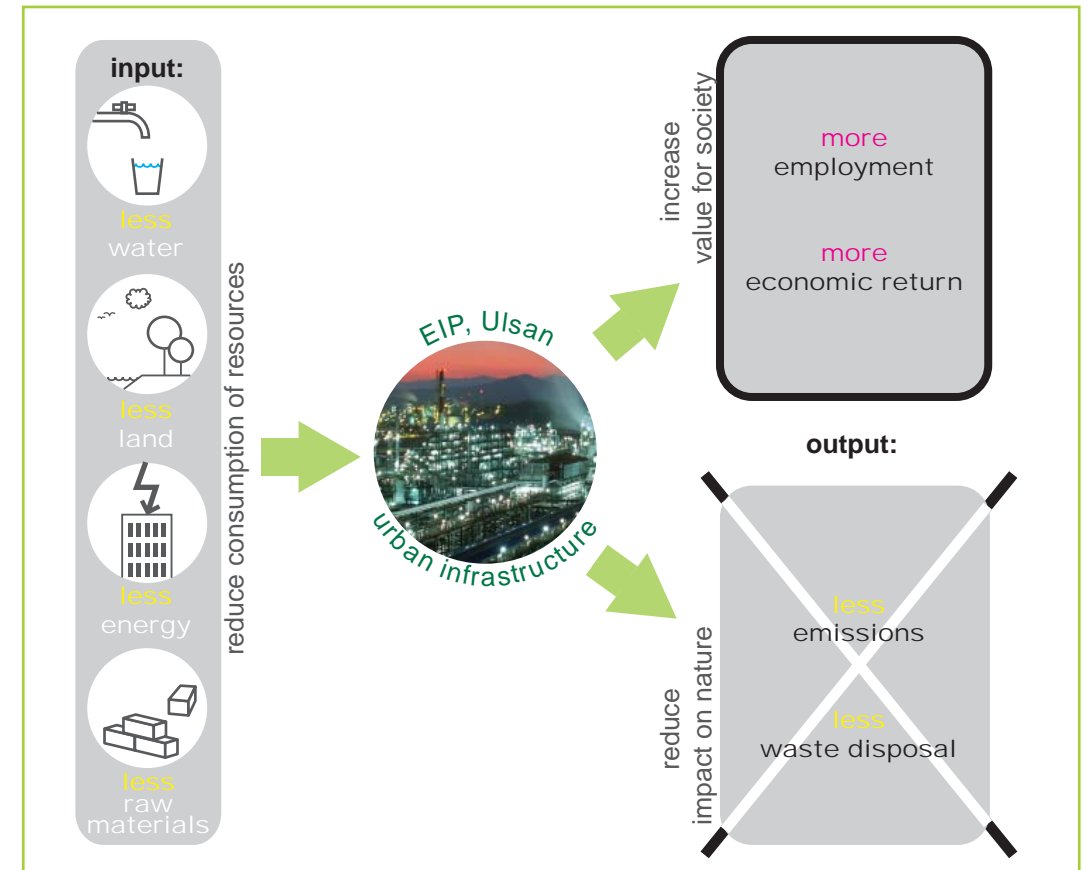 input:
less
water
less
land
less
energy
less
raw
materials
reduce consumption of resources
EIP, Ulsan
urban infrastructure
increase
value for society
more
employment
more
economic return
output:
reduce
impact on nature
less
emissions
less
waste disposal